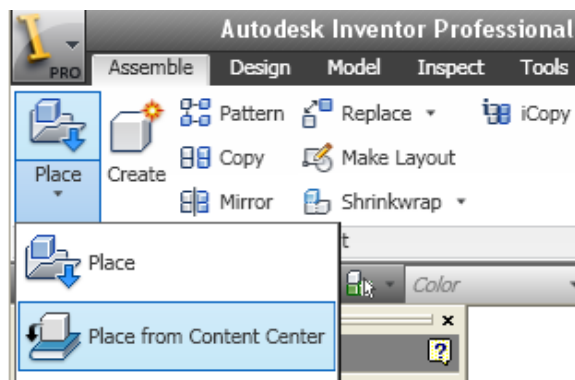 Autodesk Inventor Professional
PRO Assemble Design Model Inspect Tools
Pattern Replace iCopy
Place Create Copy Make Layout
Mirror Shrinkwrap
t
Place
Color
Place from Content Center